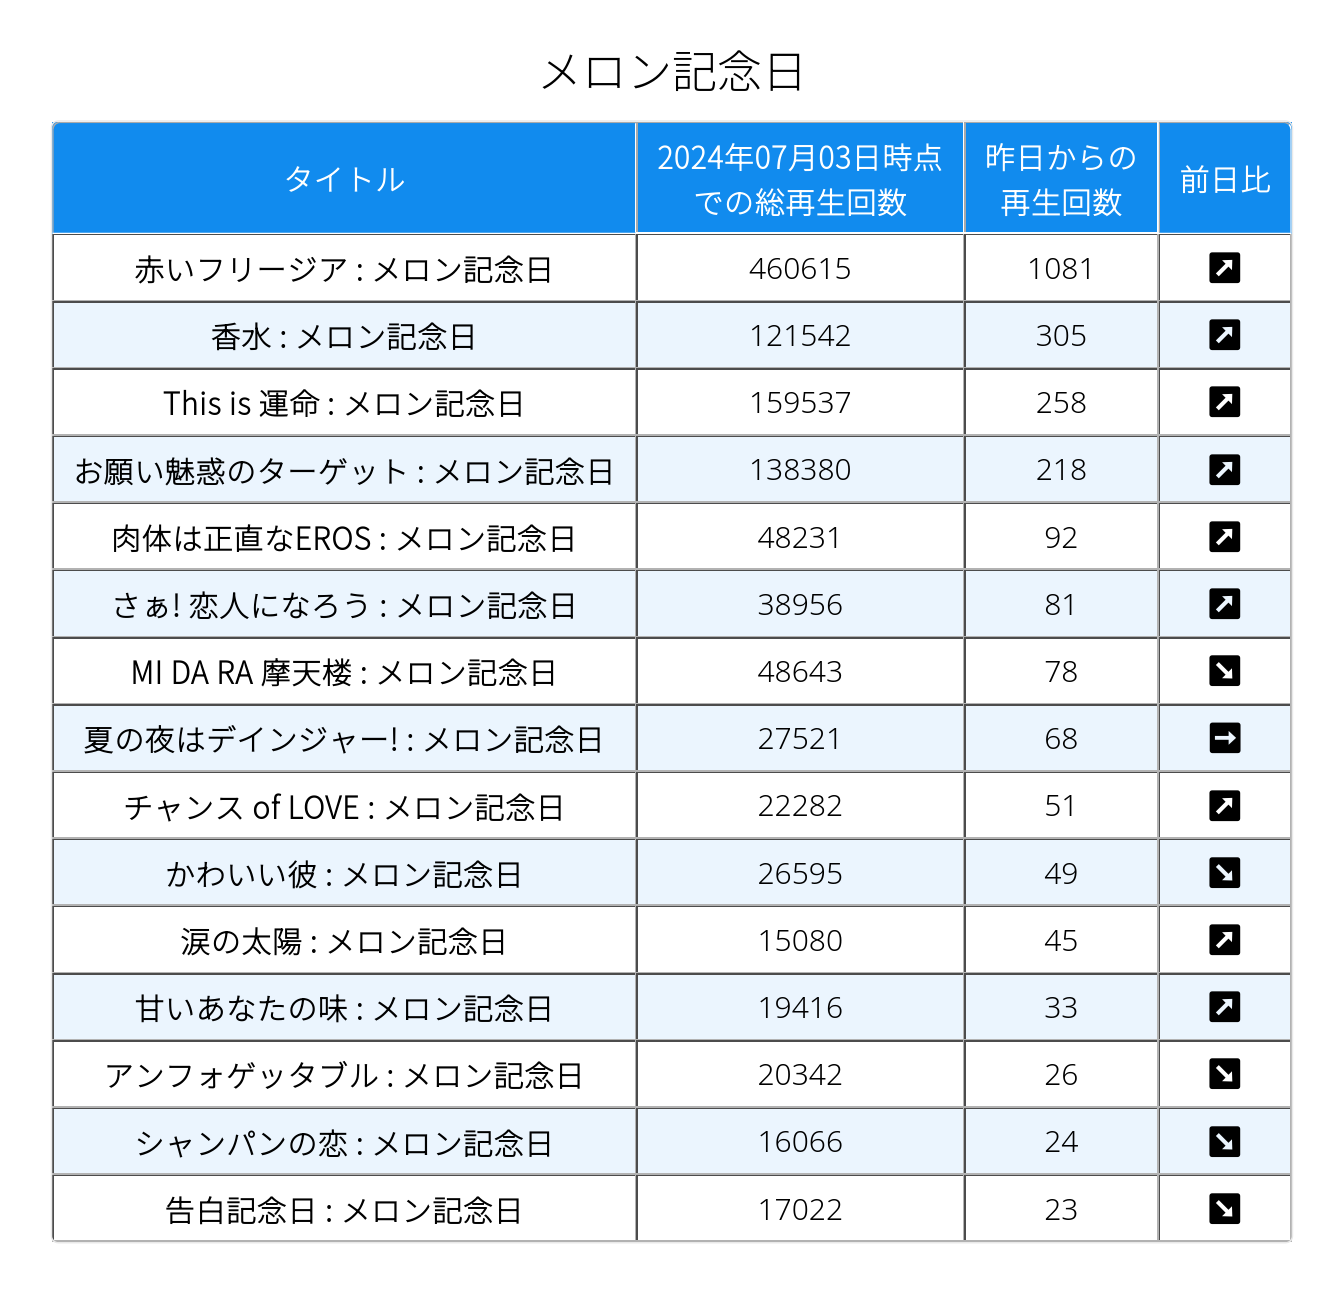 メロン記念日
タイトル
2024年07月03日時点
での総再生回数
昨日からの
再生回数
前日比
赤いフリージア : メロン記念日 460615 1081 ↗
香水 : メロン記念日 121542 305 ↗
This is 運命 : メロン記念日 159537 258 ↗
お願い魅惑のターゲット : メロン記念日 138380 218 ↗
肉体は正直なEROS : メロン記念日 48231 92 ↗
さぁ! 恋人になろう : メロン記念日 38956 81 ↗
MI DA RA 摩天楼 : メロン記念日 48643 78 ↘
夏の夜はデインジャー! : メロン記念日 27521 68 →
チャンス of LOVE : メロン記念日 22282 51 ↗
かわいい彼 : メロン記念日 26595 49 ↘
涙の太陽 : メロン記念日 15080 45 ↗
甘いあなたの味 : メロン記念日 19416 33 ↗
アンフォゲッタブル : メロン記念日 20342 26 ↘
シャンパンの恋 : メロン記念日 16066 24 ↘
告白記念日 : メロン記念日 17022 23 ↘